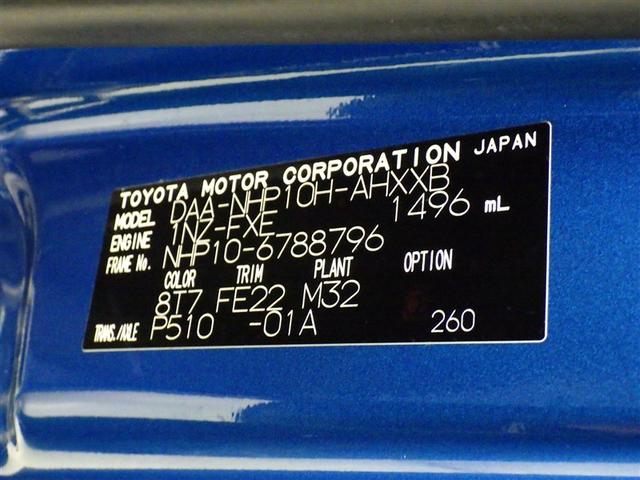 TOYOTA MOTOR CORPORATION JAPAN
MODEL DAA-NHP10H-AHXXB
ENGINE 1NZ-FXE 1496 mL
FRAME No. NHP10-6788796
COLOR TRIM PLANT OPTION
8T7 FE22 M32
TRANS./AXLE P510 -01A 260